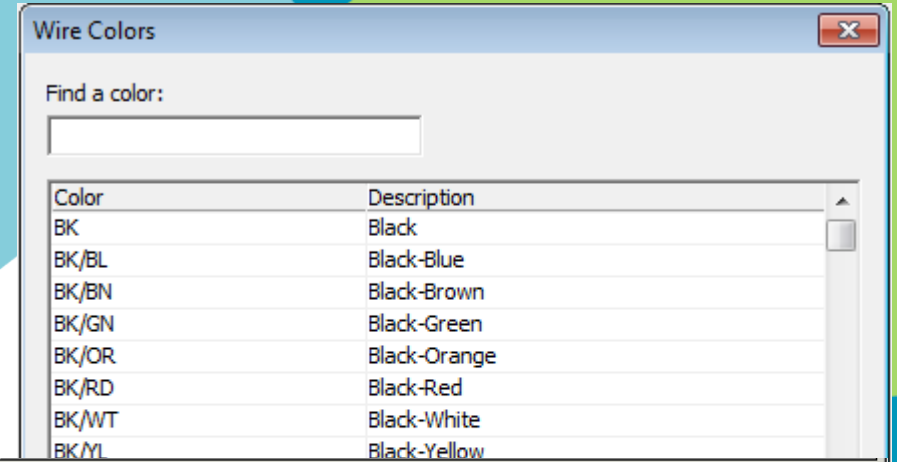 Wire Colors
Find a color:
Color Description
BK Black
BK/BL Black-Blue
BK/BN Black-Brown
BK/GN Black-Green
BK/OR Black-Orange
BK/RD Black-Red
BK/WT Black-White
BK/YL Black-Yellow